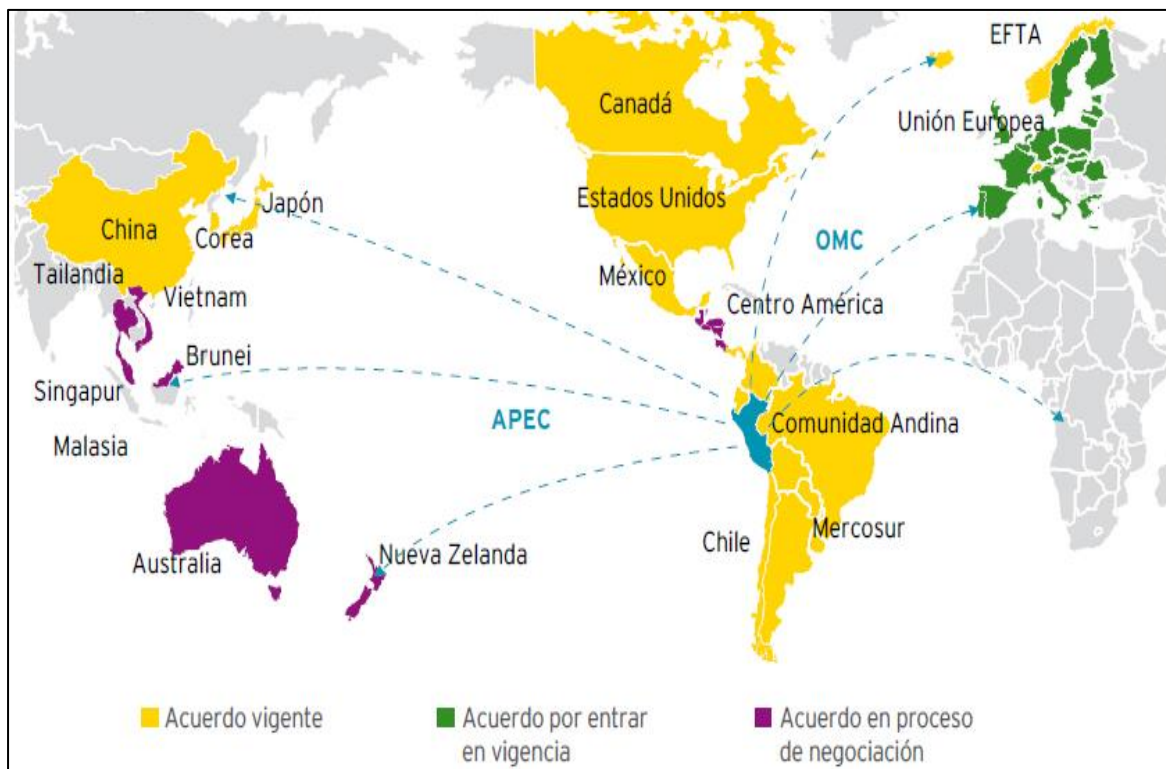 EFTA
Canadá
Unión Europea
Japón
Estados Unidos
China
Corea
OMC
Tailandia
México
Vietnam
Centro América
Brunei
Singapur
APEC
Comunidad Andina
Malasia
Chile
Mercosur
Nueva Zelanda
Australia
Acuerdo vigente
Acuerdo por entrar
en vigencia
Acuerdo en proceso
de negociación